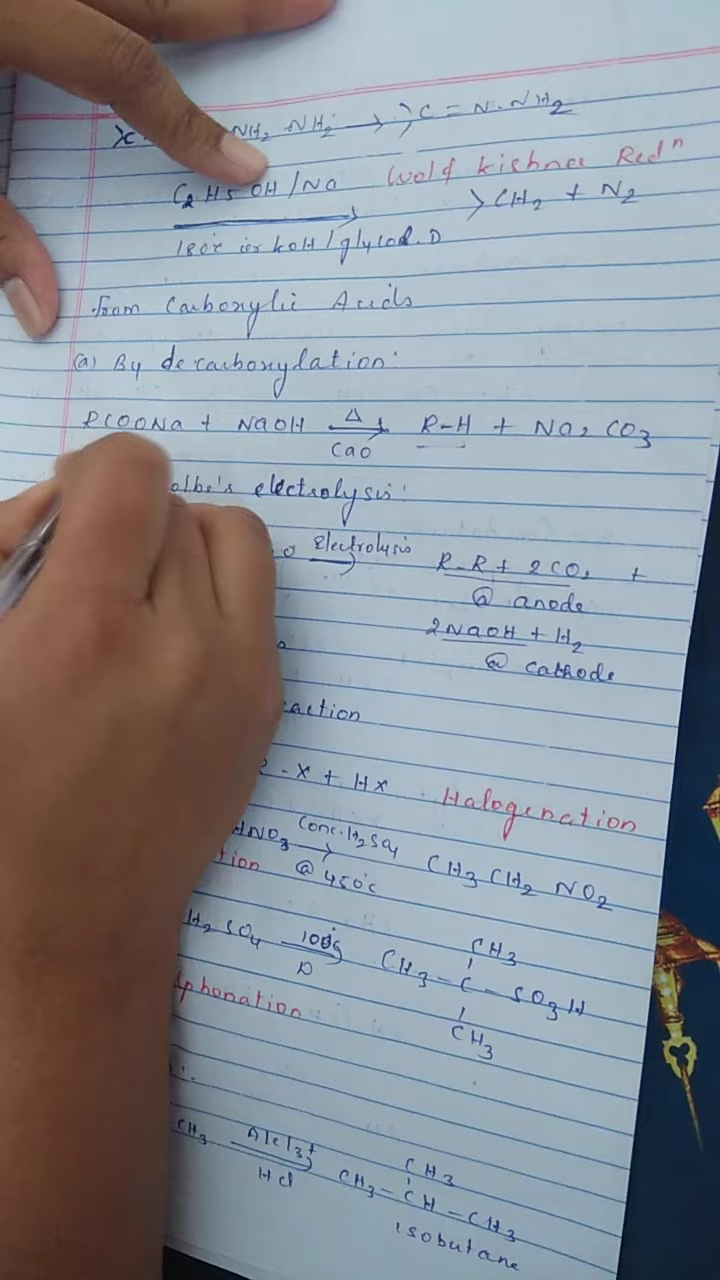 >C NH2 NH2 → >C = N. NH2
C2H5OH/Na Wolf Kishner Redⁿ
→ >CH2 + N2
180°c or KOH/glycol. Δ
from Carboxylic Acids
(a) By decarboxylation:
RCOONa + NaOH Δ→ R-H + Na2CO3
CaO
olbe's electrolysis:
Electrolysis→ R-R + 2CO2 +
@ anode
2NaOH + H2
@ cathode
action
R-X + HX Halogenation
HNO3 Conc.H2SO4→ CH3 CH2 NO2
tion @ 450°c
CH3
H2SO4 → CH3-C-SO3H
Δ
CH3
lphonation
CH3
CH3 AlCl3+→ CH3-CH-CH3
HCl
isobutane